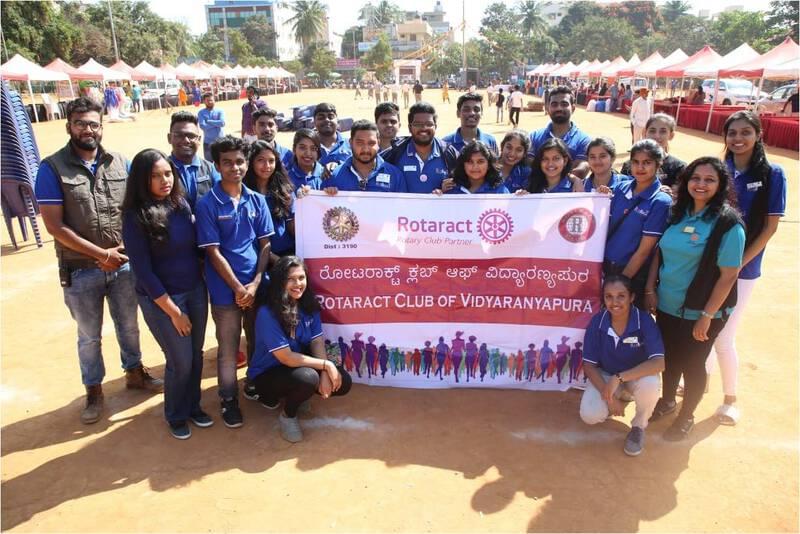 Rotaract
Rotary Club Partner
Dist : 3190
ರೋಟರಾಕ್ಟ್ ಕ್ಲಬ್ ಆಫ್ ವಿದ್ಯಾರಣ್ಯಪುರ
ROTARACT CLUB OF VIDYARANYAPURA